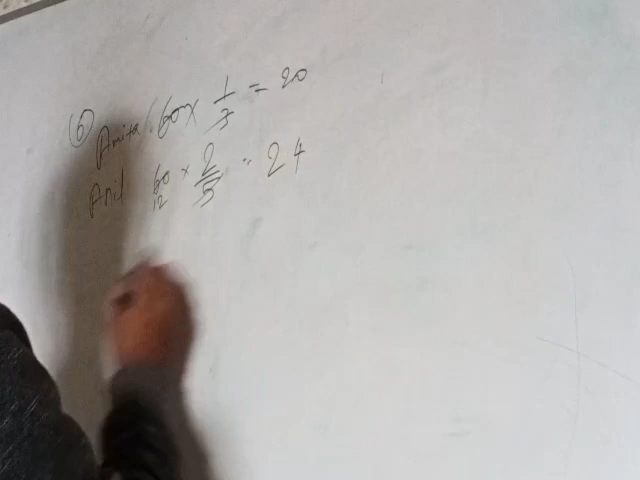 6 Amita 60 × 1/3 = 20
Anil 60 × 2/5 = 24
12